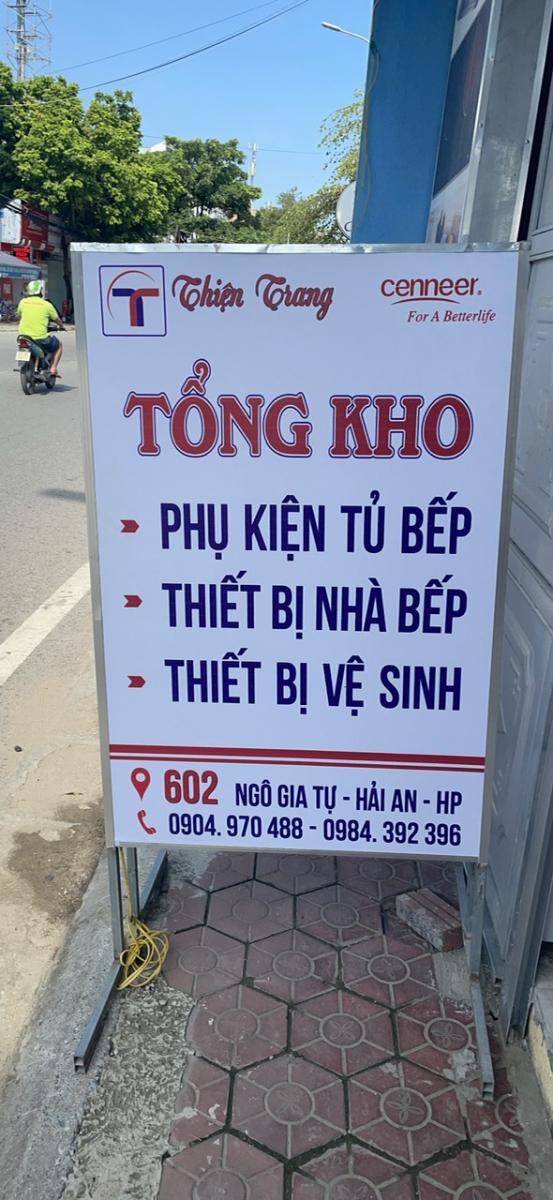 Thiện Trang
cenneer.
For A Betterlife
TỔNG KHO
PHỤ KIỆN TỦ BẾP
THIẾT BỊ NHÀ BẾP
THIẾT BỊ VỆ SINH
602 NGÔ GIA TỰ - HẢI AN - HP
0904. 970 488 - 0984. 392 396